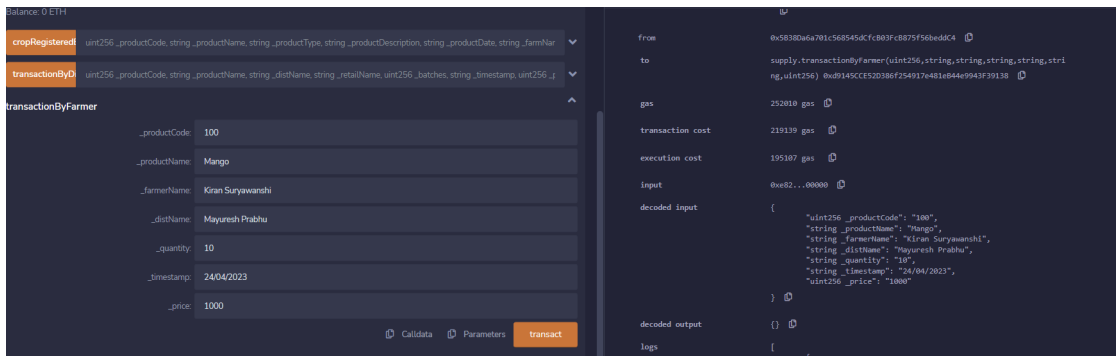 Balance: 0 ETH
cropRegisteredB uint256 _productCode, string _productName, string _productType, string _productDescription, string _productDate, string _farmNar
transactionByDi uint256 _productCode, string _productName, string _distName, string _retailName, uint256 _batches, string _timestamp, uint256 _p
transactionByFarmer
_productCode: 100
_productName: Mango
_farmerName: Kiran Suryawanshi
_distName: Mayuresh Prabhu
_quantity: 10
_timestamp: 24/04/2023
_price: 1000
Calldata Parameters transact
from 0x5B38Da6a701c568545dCfcB03FcB875f56beddC4
to supply.transactionByFarmer(uint256,string,string,string,string,stri
ng,uint256) 0xd9145CCE52D386f254917e481eB44e9943F39138
gas 252010 gas
transaction cost 219139 gas
execution cost 195107 gas
input 0xe82...00000
decoded input {
"uint256 _productCode": "100",
"string _productName": "Mango",
"string _farmerName": "Kiran Suryawanshi",
"string _distName": "Mayuresh Prabhu",
"string _quantity": "10",
"string _timestamp": "24/04/2023",
"uint256 _price": "1000"
}
decoded output {}
logs [